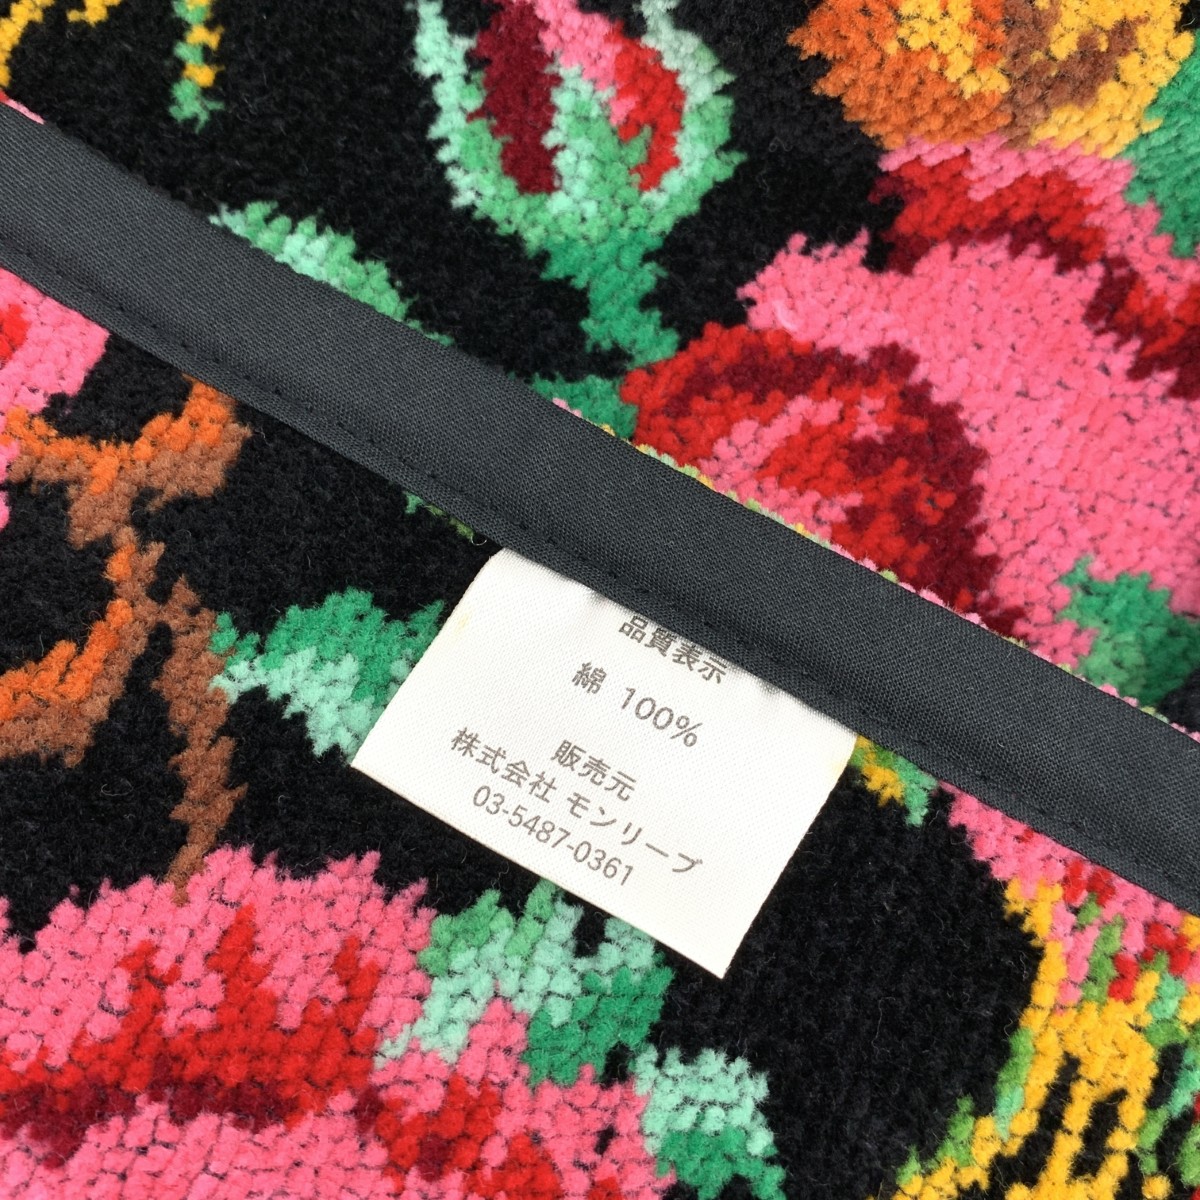 品質表示
綿 100%
販売元
株式会社 モンリーブ
03-5487-0361